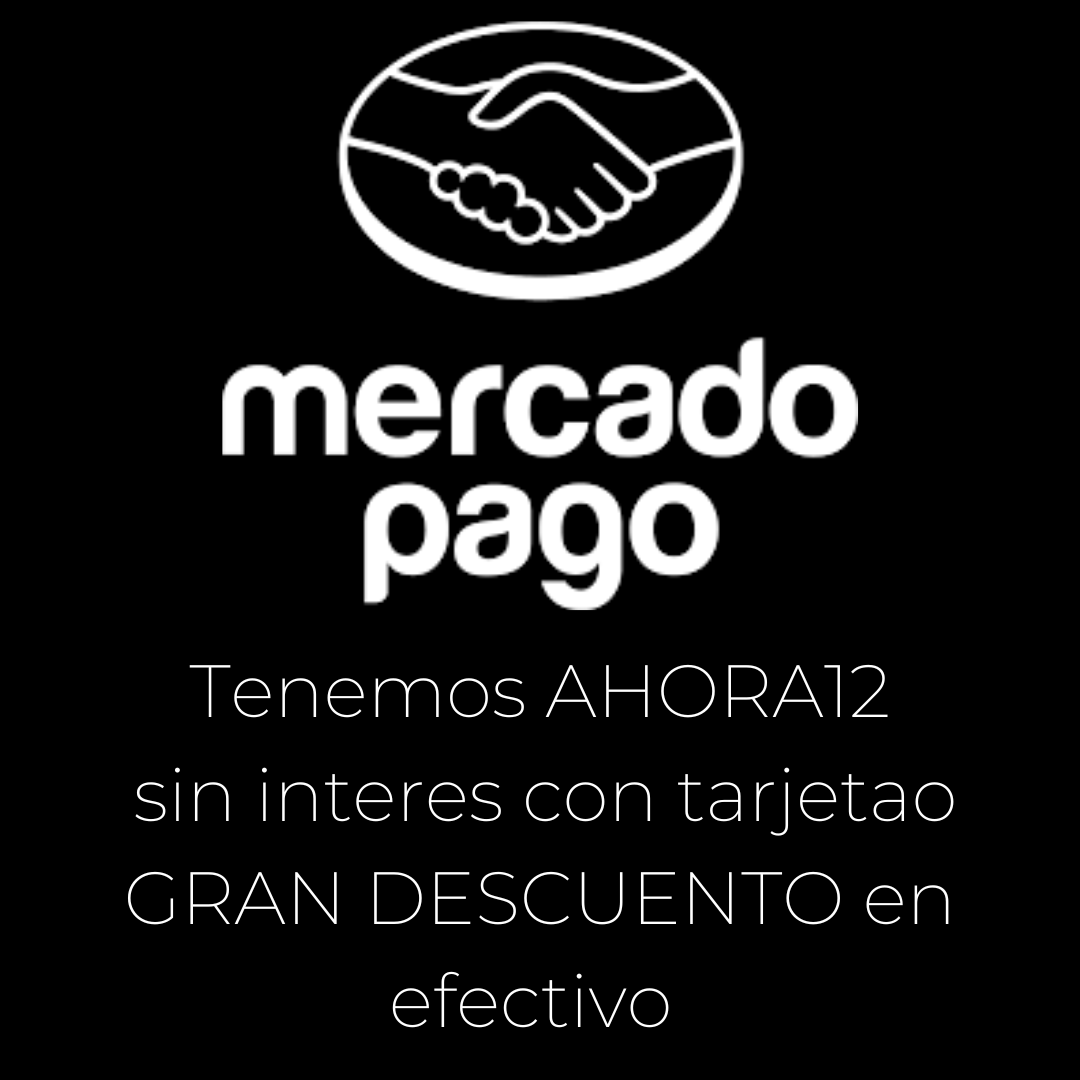 mercado
pago
Tenemos AHORA12
sin interes con tarjetao
GRAN DESCUENTO en
efectivo